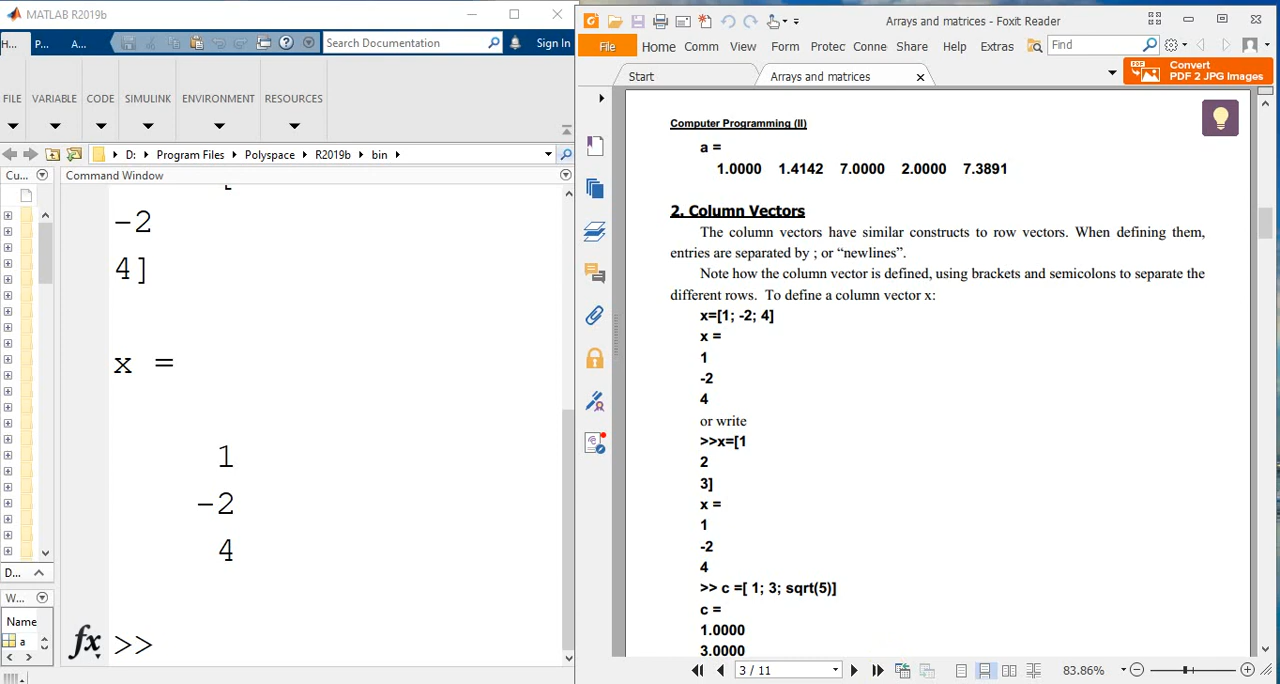 MATLAB R2019b
H... P... A... Search Documentation Sign In
FILE VARIABLE CODE SIMULINK ENVIRONMENT RESOURCES
D: Program Files Polyspace R2019b bin
Cu... Command Window
-2
4]
x =
1
-2
4
D...
W...
Name
a
fx >>
Arrays and matrices - Foxit Reader
File Home Comm View Form Protec Conne Share Help Extras Find
Start Arrays and matrices Convert
PDF 2 JPG Images
Computer Programming (II)
a =
1.0000 1.4142 7.0000 2.0000 7.3891
2. Column Vectors
The column vectors have similar constructs to row vectors. When defining them,
entries are separated by ; or “newlines”.
Note how the column vector is defined, using brackets and semicolons to separate the
different rows. To define a column vector x:
x=[1; -2; 4]
x =
1
-2
4
or write
>>x=[1
2
3]
x =
1
-2
4
>> c =[ 1; 3; sqrt(5)]
c =
1.0000
3.0000
3 / 11 83.86%